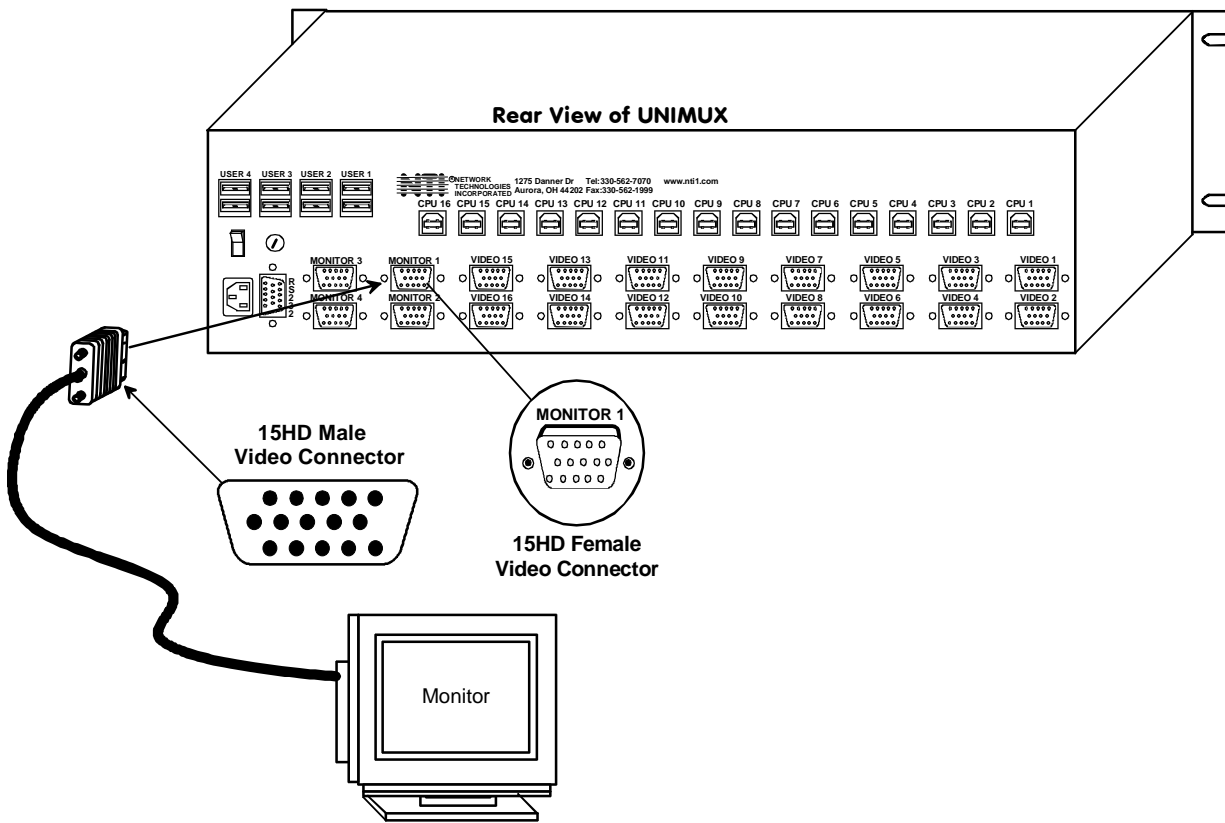 Rear View of UNIMUX
USER 4 USER 3 USER 2 USER 1
NTI ® NETWORK TECHNOLOGIES INCORPORATED
1275 Danner Dr Tel:330-562-7070 www.nti1.com
Aurora, OH 44202 Fax:330-562-1999
CPU 16 CPU 15 CPU 14 CPU 13 CPU 12 CPU 11 CPU 10 CPU 9 CPU 8 CPU 7 CPU 6 CPU 5 CPU 4 CPU 3 CPU 2 CPU 1
MONITOR 3 MONITOR 1 VIDEO 15 VIDEO 13 VIDEO 11 VIDEO 9 VIDEO 7 VIDEO 5 VIDEO 3 VIDEO 1
RS232
MONITOR 4 MONITOR 2 VIDEO 16 VIDEO 14 VIDEO 12 VIDEO 10 VIDEO 8 VIDEO 6 VIDEO 4 VIDEO 2
MONITOR 1
15HD Male
Video Connector
15HD Female
Video Connector
Monitor